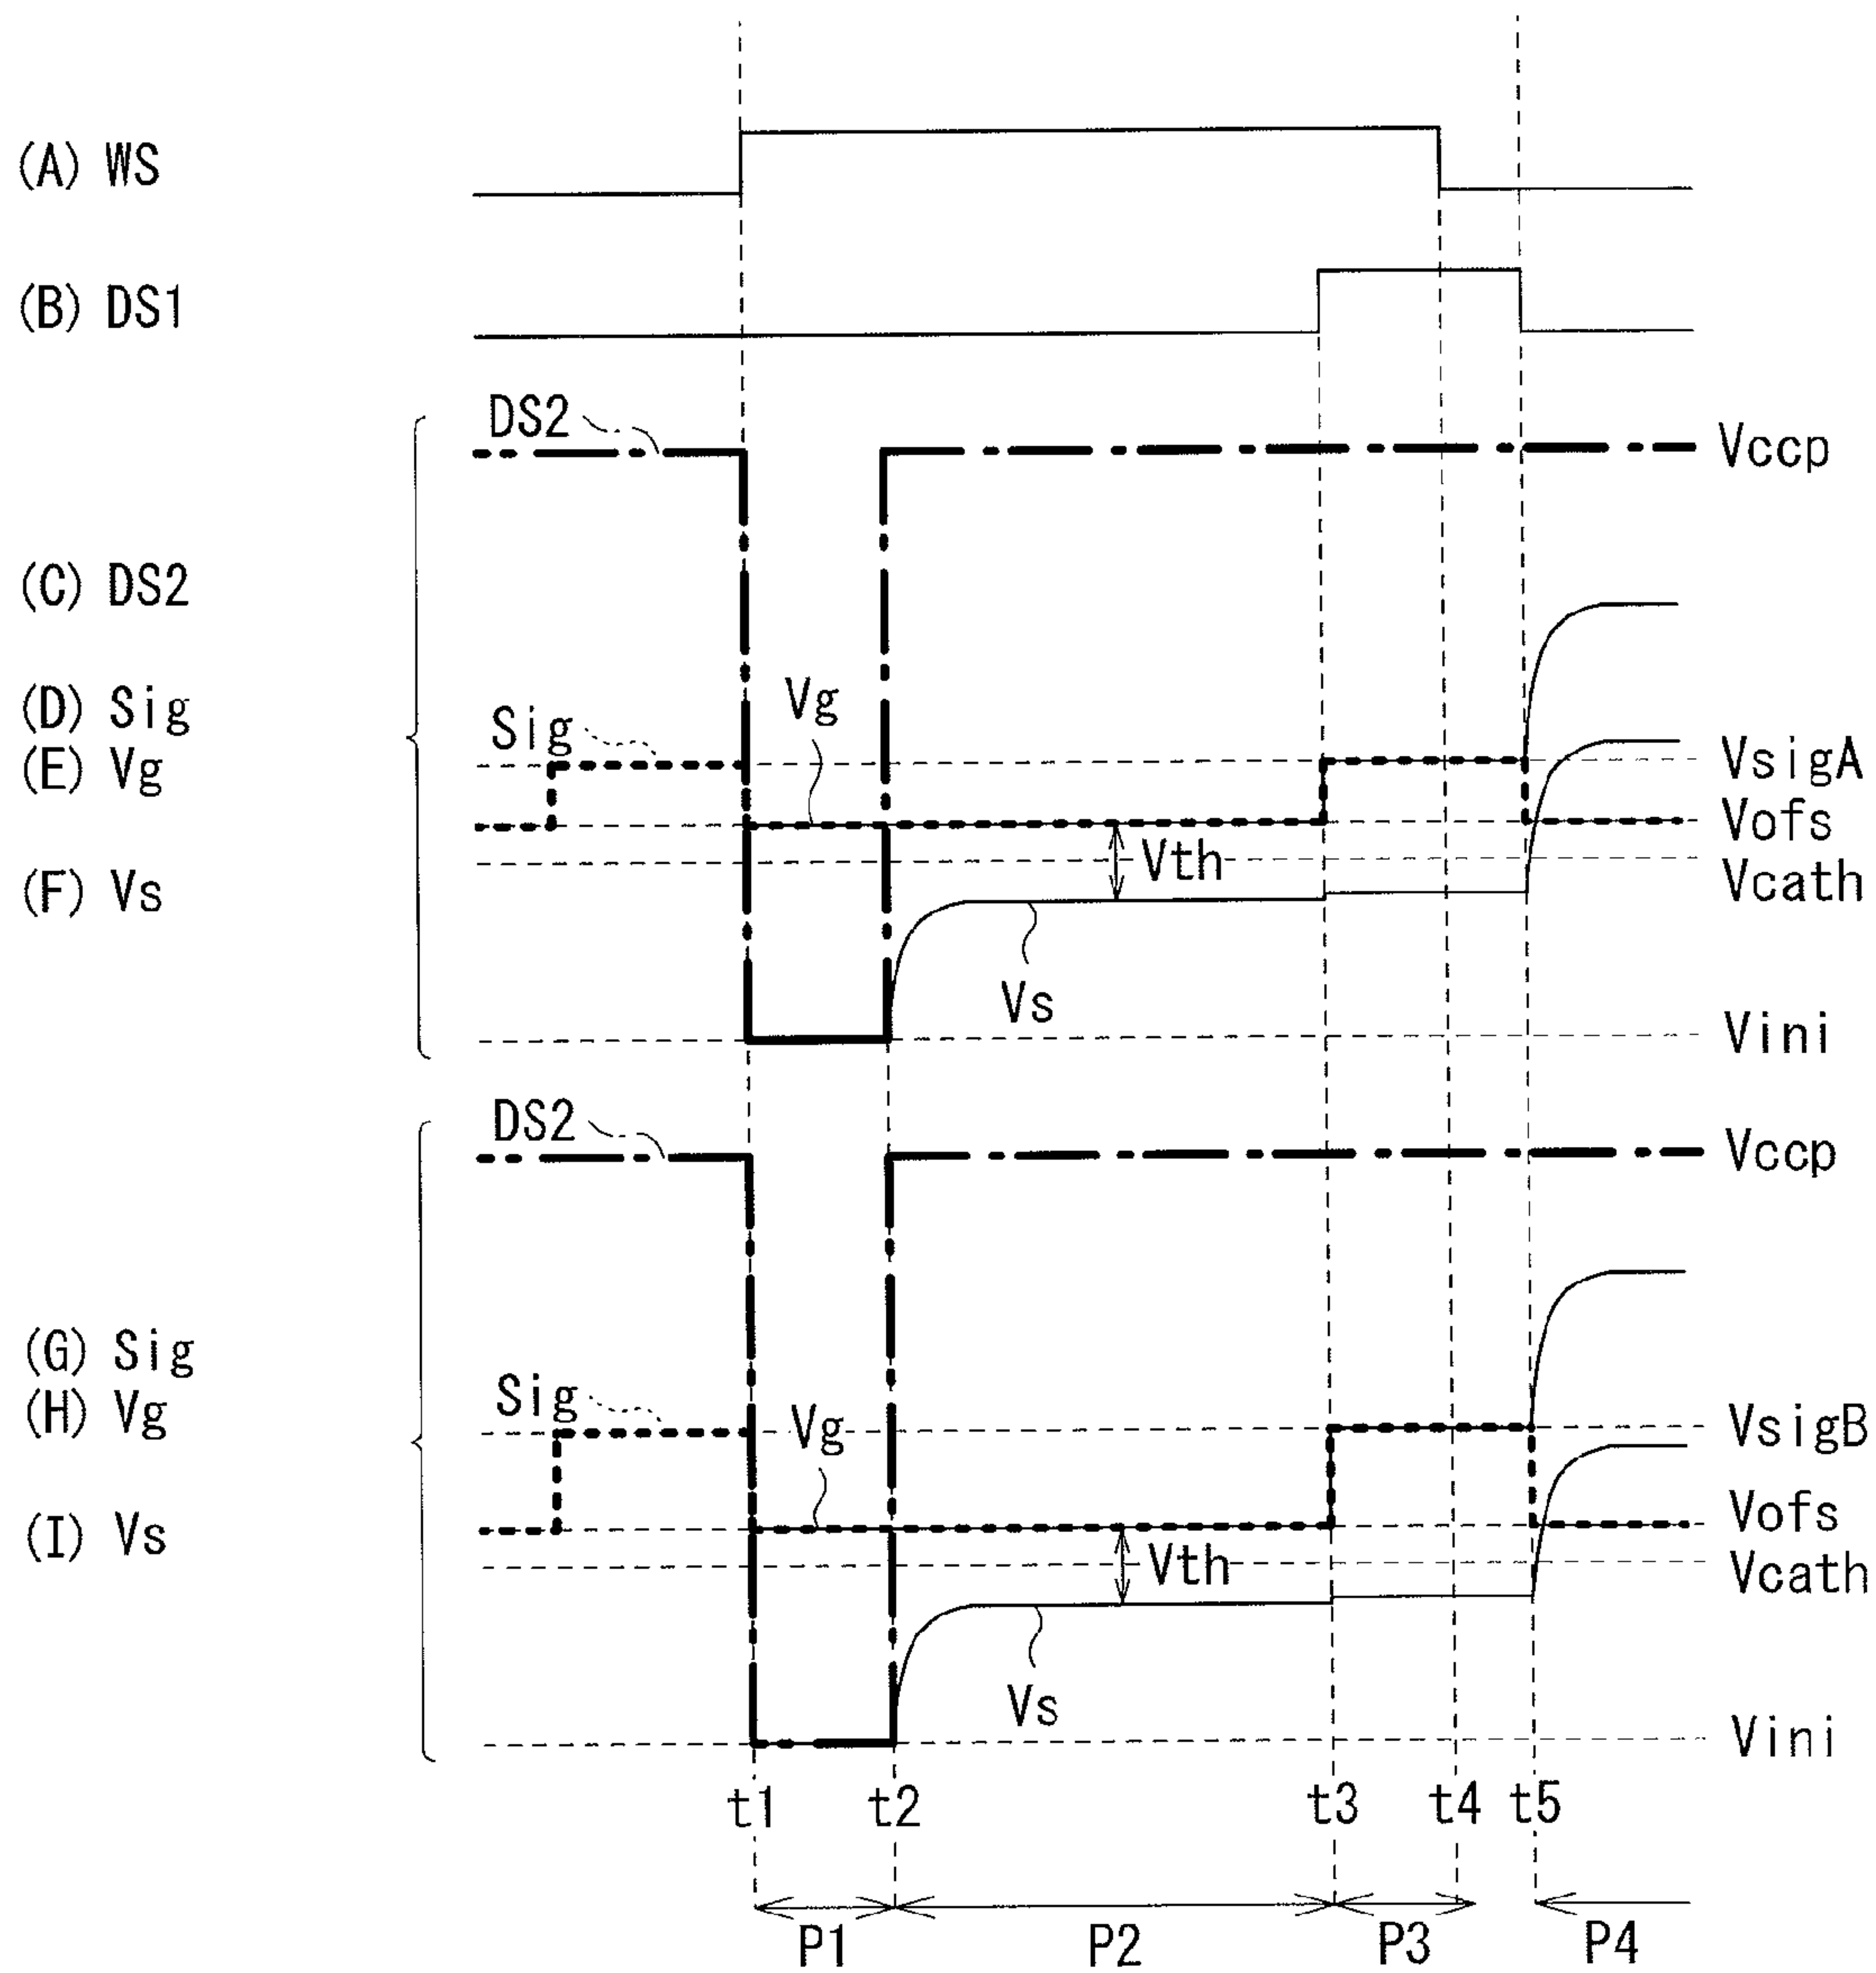 (A) WS
(B) DS1
DS2
Vccp
(C) DS2
(D) Sig
Vg
Sig
(E) Vg
VsigA
Vofs
Vth
Vcath
(F) Vs
Vs
Vini
DS2
Vccp
(G) Sig
Sig
(H) Vg
Vg
VsigB
Vofs
(I) Vs
Vth
Vcath
Vs
Vini
t1 t2 t3 t4 t5
P1 P2 P3 P4